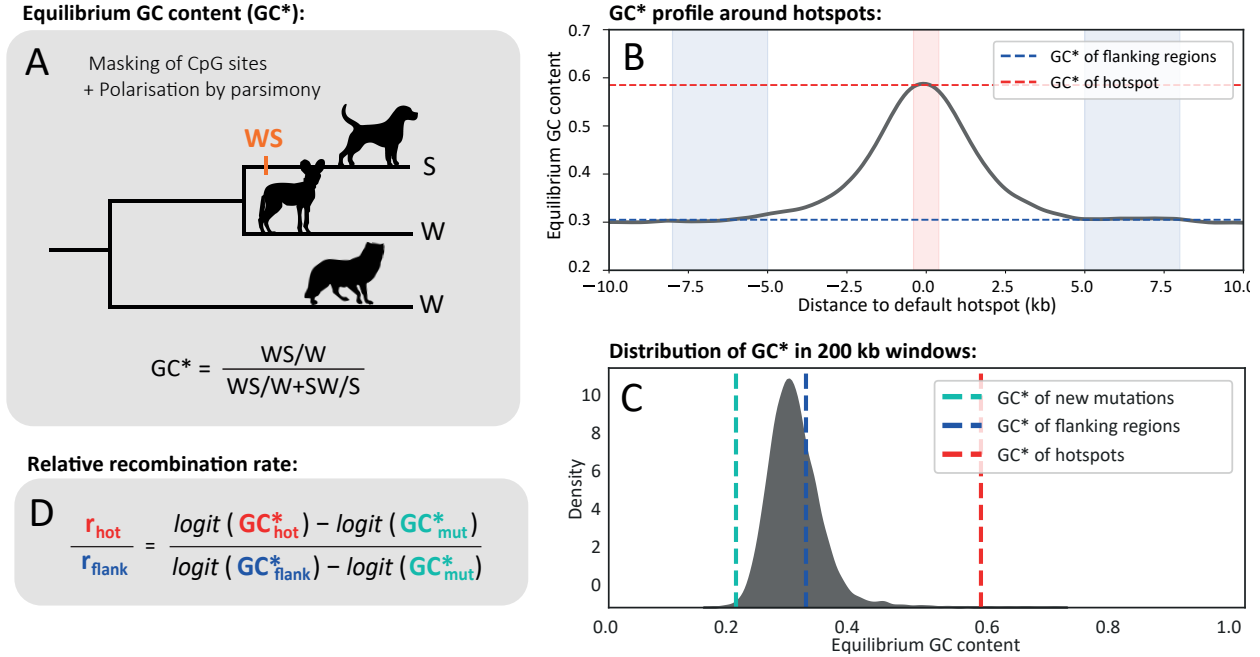 Equilibrium GC content (GC*):
A
Masking of CpG sites
+ Polarisation by parsimony
WS
S
W
W
GC* = WS/W
WS/W+SW/S
Relative recombination rate:
D
r_hot
r_flank
=
logit ( GC*_hot ) − logit ( GC*_mut )
logit ( GC*_flank ) − logit ( GC*_mut )
GC* profile around hotspots:
B
GC* of flanking regions
GC* of hotspot
Equilibrium GC content
0.7
0.6
0.5
0.4
0.3
0.2
−10.0 −7.5 −5.0 −2.5 0.0 2.5 5.0 7.5 10.0
Distance to default hotspot (kb)
Distribution of GC* in 200 kb windows:
C
GC* of new mutations
GC* of flanking regions
GC* of hotspots
Density
10
8
6
4
2
0
0.0 0.2 0.4 0.6 0.8 1.0
Equilibrium GC content